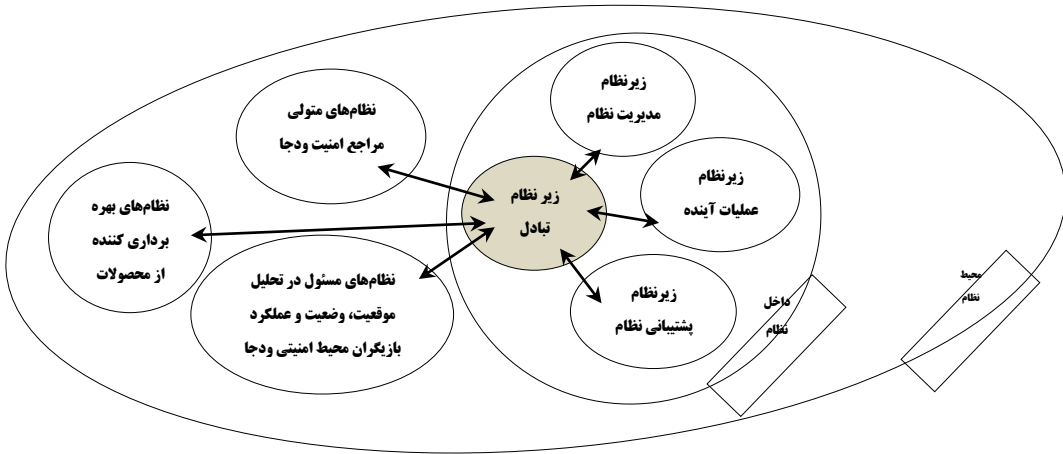 زیرنظام
مدیریت نظام
زیرنظام
عملیات آینده
زیرنظام
پشتیبانی نظام
زیر نظام
تبادل
نظام‌های متولی
مراجع امنیت ودجا
نظام‌های بهره
برداری کننده
از محصولات
نظام‌های مسئول در تحلیل
موقعیت، وضعیت و عملکرد
بازیگران محیط امنیتی ودجا
داخل
نظام
محیط
نظام